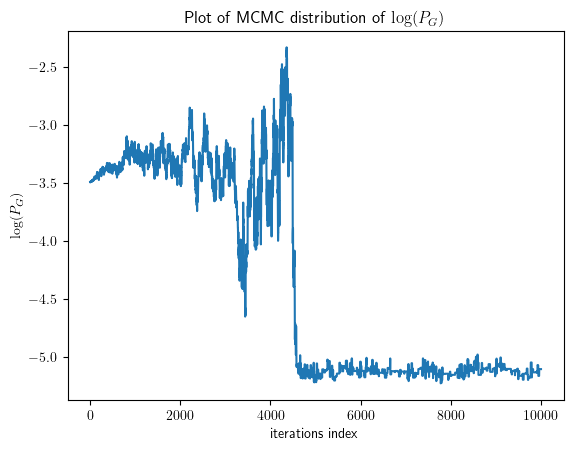 Plot of MCMC distribution of log(P_G)
log(P_G)
−2.5
−3.0
−3.5
−4.0
−4.5
−5.0
0 2000 4000 6000 8000 10000
iterations index